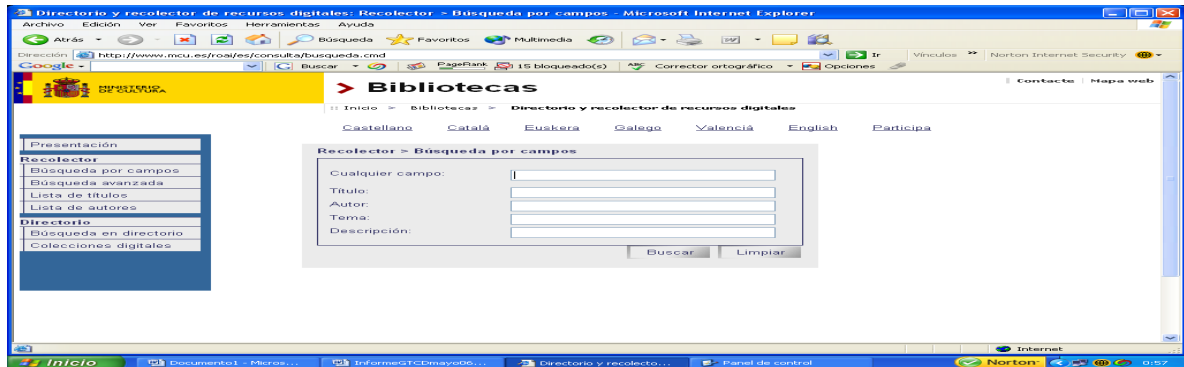 Directorio y recolector de recursos digitales: Recolector > Búsqueda por campos - Microsoft Internet Explorer
Archivo Edición Ver Favoritos Herramientas Ayuda
Atrás Búsqueda Favoritos Multimedia
Dirección http://www.mcu.es/roai/es/consulta/busqueda.cmd Ir Vínculos » Norton Internet Security
Google - G Buscar PageRank 15 bloqueado(s) ABC Corrector ortográfico Opciones
MINISTERIO DE CULTURA
> Bibliotecas
Contacte Mapa web
:: Inicio > Bibliotecas > Directorio y recolector de recursos digitales
Castellano Català Euskera Galego Valencià English Participa
Presentación
Recolector
Búsqueda por campos
Búsqueda avanzada
Lista de títulos
Lista de autores
Directorio
Búsqueda en directorio
Colecciones digitales
Recolector > Búsqueda por campos
Cualquier campo:
Título:
Autor:
Tema:
Descripción:
Buscar Limpiar
Internet
Inicio Documento1 - Micros... InformeGTCDmayo06... Directorio y recolecto... Panel de control Norton 0:57